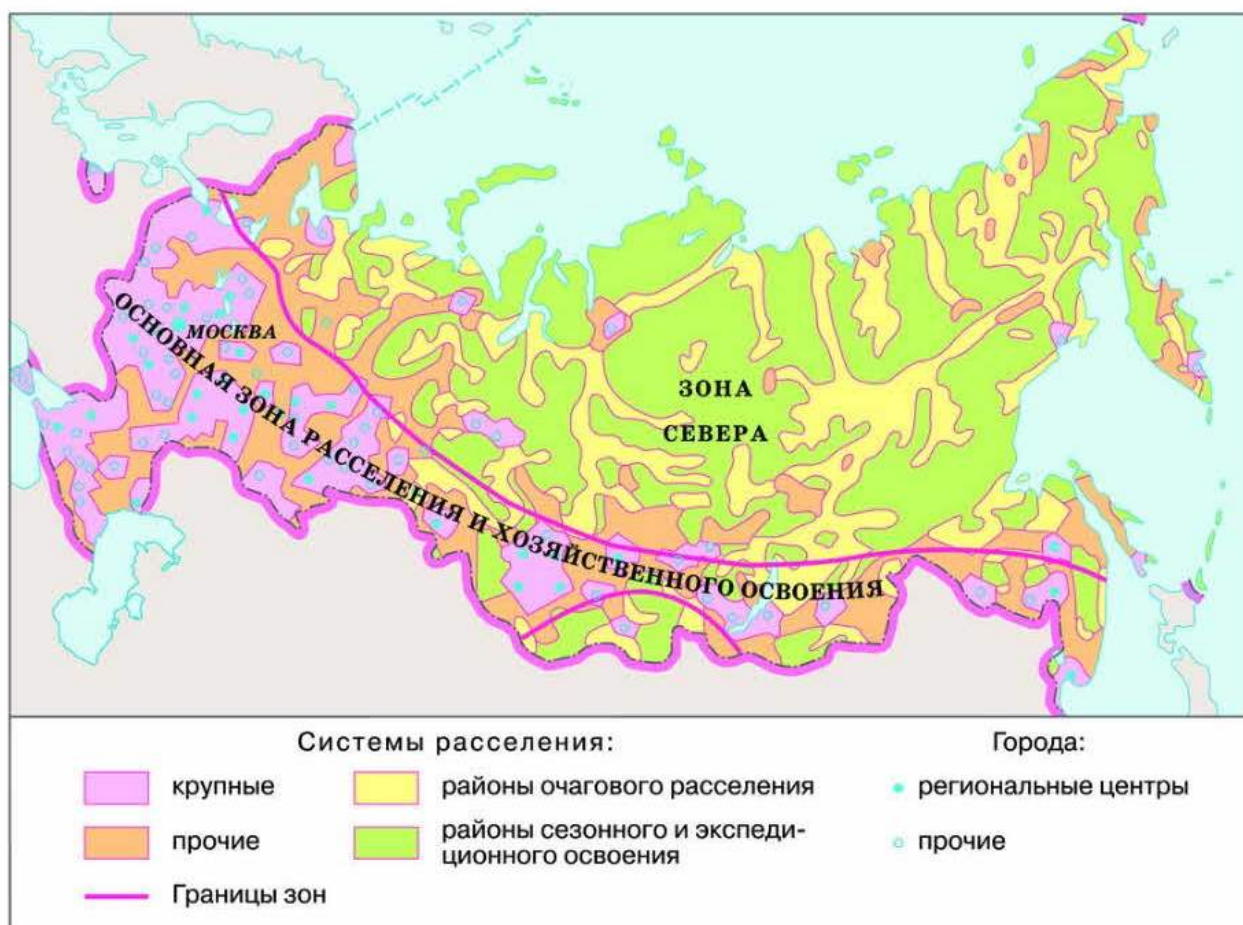 ОСНОВНАЯ ЗОНА РАССЕЛЕНИЯ И ХОЗЯЙСТВЕННОГО ОСВОЕНИЯ
МОСКВА
ЗОНА
СЕВЕРА
Системы расселения:
крупные
прочие
Границы зон
районы очагового расселения
районы сезонного и экспеди-
ционного освоения
Города:
региональные центры
прочие